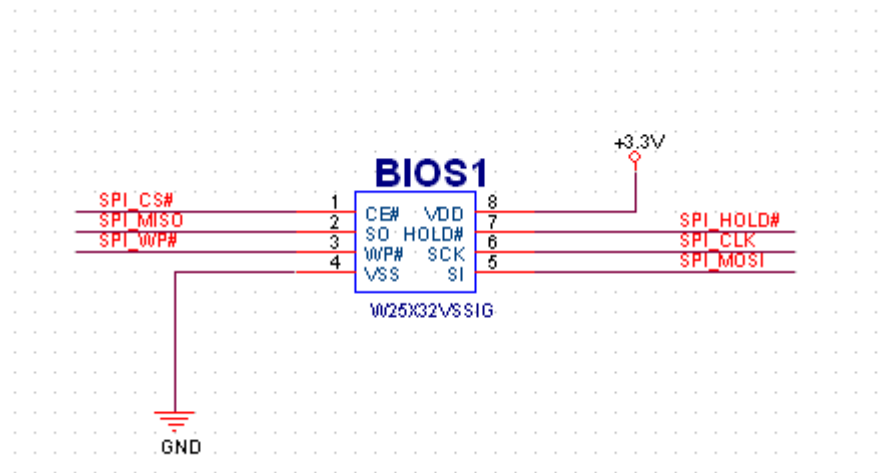 +3.3V
BIOS1
SPI_CS# 1 CE# VDD 8
SPI_MISO 2 SO HOLD# 7 SPI_HOLD#
SPI_WP# 3 WP# SCK 6 SPI_CLK
4 VSS SI 5 SPI_MOSI
W25X32VSSIG
GND